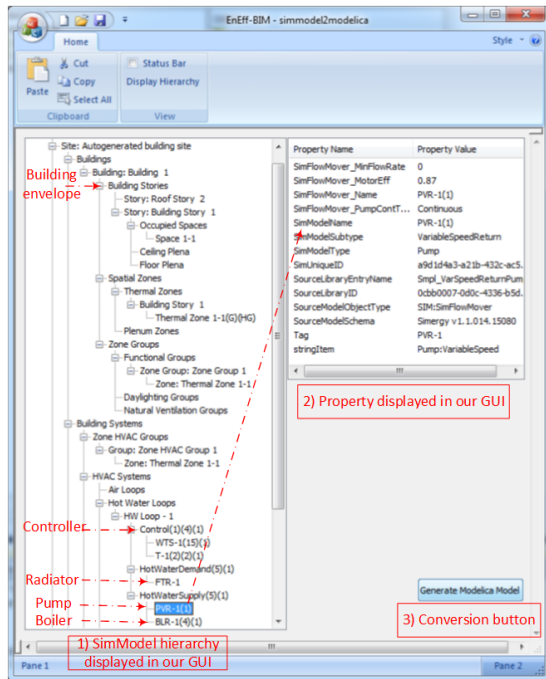 EnEff-BIM - simmodel2modelica
Home
Style
Paste
Cut
Copy
Select All
Clipboard
Status Bar
Display Hierarchy
View
Site: Autogenerated building site
Buildings
Building: Building 1
Building envelope
Building Stories
Story: Roof Story 2
Story: Building Story 1
Occupied Spaces
Space 1-1
Ceiling Plena
Floor Plena
Spatial Zones
Thermal Zones
Building Story 1
Thermal Zone 1-1(G)(HG)
Plenum Zones
Zone Groups
Functional Groups
Zone Group: Zone Group 1
Zone: Thermal Zone 1-1
Daylighting Groups
Natural Ventilation Groups
Building Systems
Zone HVAC Groups
Group: Zone HVAC Group 1
Zone: Thermal Zone 1-1
HVAC Systems
Air Loops
Hot Water Loops
HW Loop - 1
Controller
Control(1)(4)(1)
WTS-1(15)(1)
T-1(2)(2)(1)
HotWaterDemand(5)(1)
Radiator
FTR-1
HotWaterSupply(5)(1)
Pump
PVR-1(1)
Boiler
BLR-1(4)(1)
1) SimModel hierarchy
displayed in our GUI
Property Name Property Value
SimFlowMover_MinFlowRate 0
SimFlowMover_MotorEff 0.87
SimFlowMover_Name PVR-1(1)
SimFlowMover_PumpContT... Continuous
SimModelName PVR-1(1)
SimModelSubtype VariableSpeedReturn
SimModelType Pump
SimUniqueID a9d1d4a3-a21b-432c-ac5.
SourceLibraryEntryName Smpl_VarSpeedReturnPum
SourceLibraryID 0cbb0007-0d0c-4336-b5d.
SourceModelObjectType SIM:SimFlowMover
SourceModelSchema Simergy v1.1.014.15080
Tag PVR-1
stringItem Pump:VariableSpeed
2) Property displayed in our GUI
Generate Modelica Model
3) Conversion button
Pane 1
Pane 2